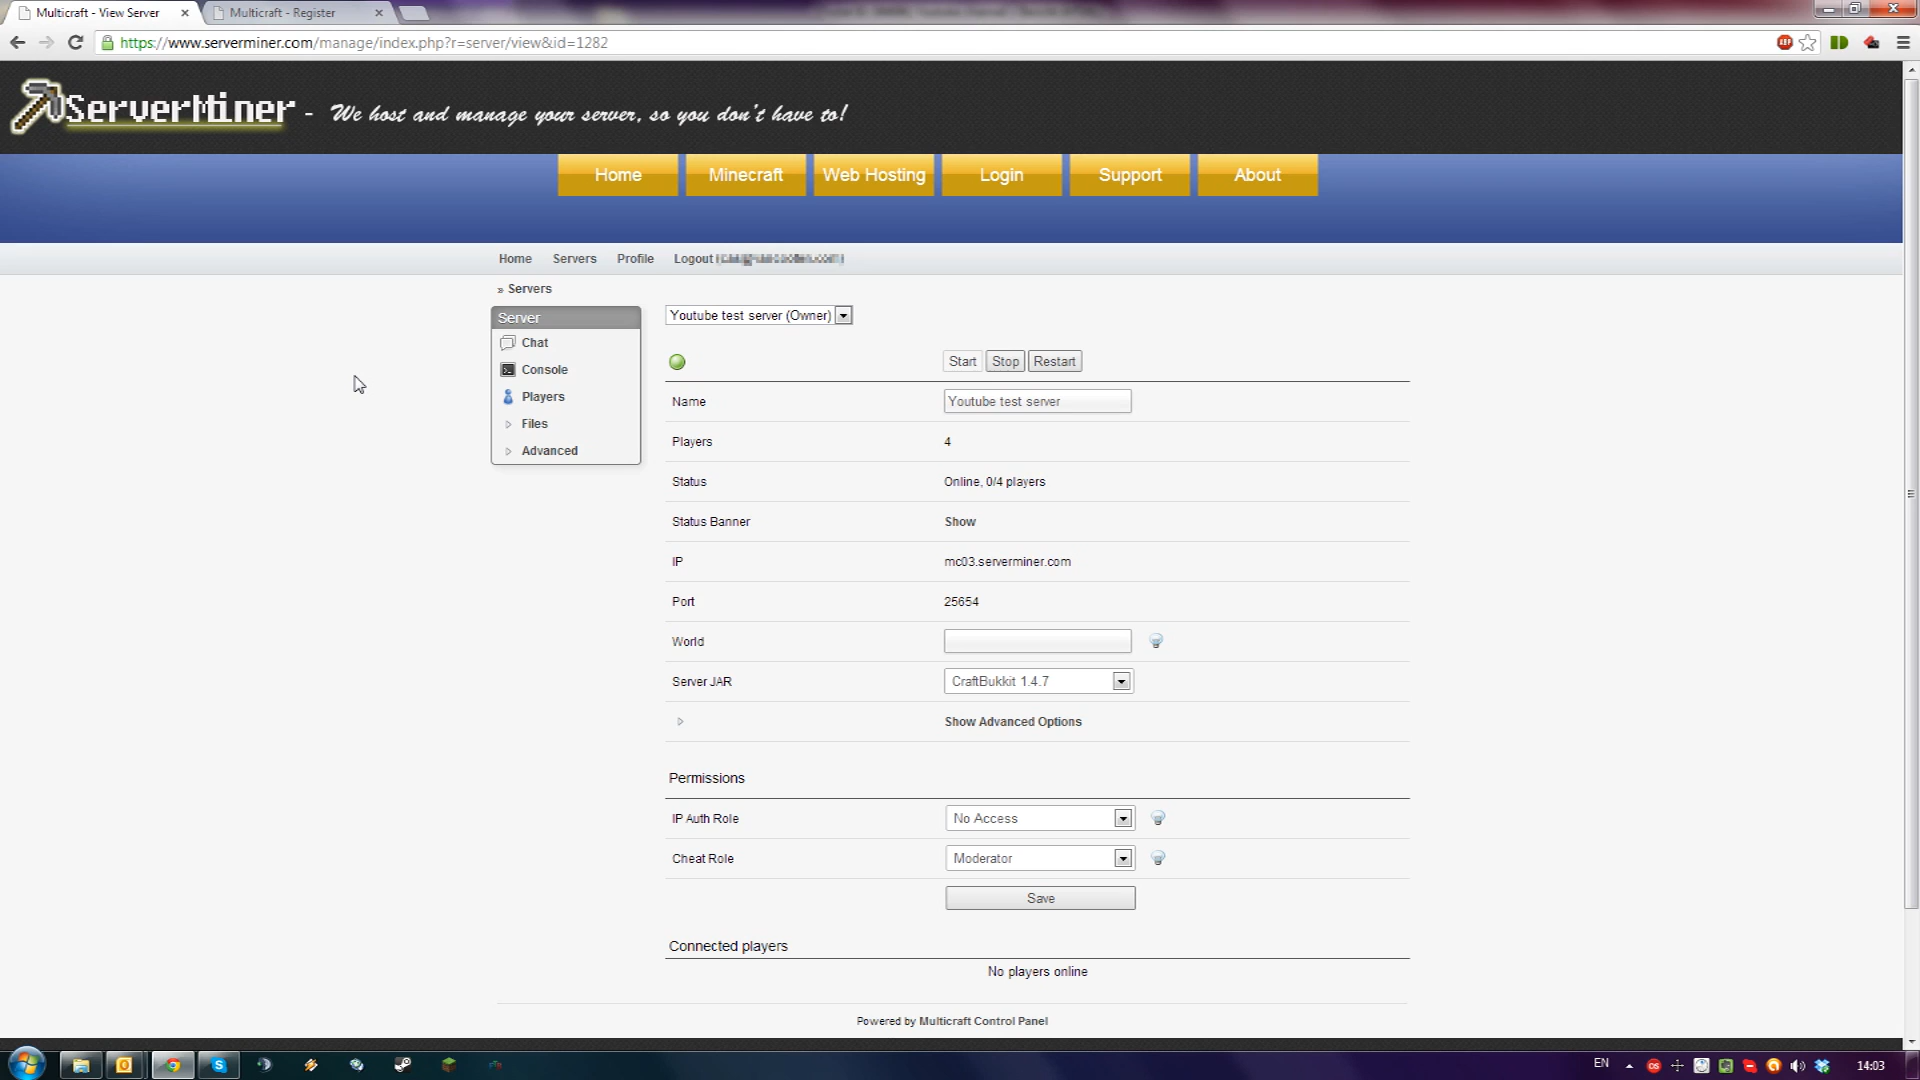 Multicraft - View Server
Multicraft - Register
https://www.serverminer.com/manage/index.php?r=server/view&id=1282
ABP
ServerMiner - We host and manage your server, so you don't have to!
Home Minecraft Web Hosting Login Support About
Home Servers Profile Logout
» Servers
Server
Chat
Console
Players
Files
Advanced
Youtube test server (Owner)
Start Stop Restart
Name Youtube test server
Players 4
Status Online, 0/4 players
Status Banner Show
IP mc03.serverminer.com
Port 25654
World
Server JAR CraftBukkit 1.4.7
Show Advanced Options
Permissions
IP Auth Role No Access
Cheat Role Moderator
Save
Connected players
No players online
Powered by Multicraft Control Panel
EN
14:03